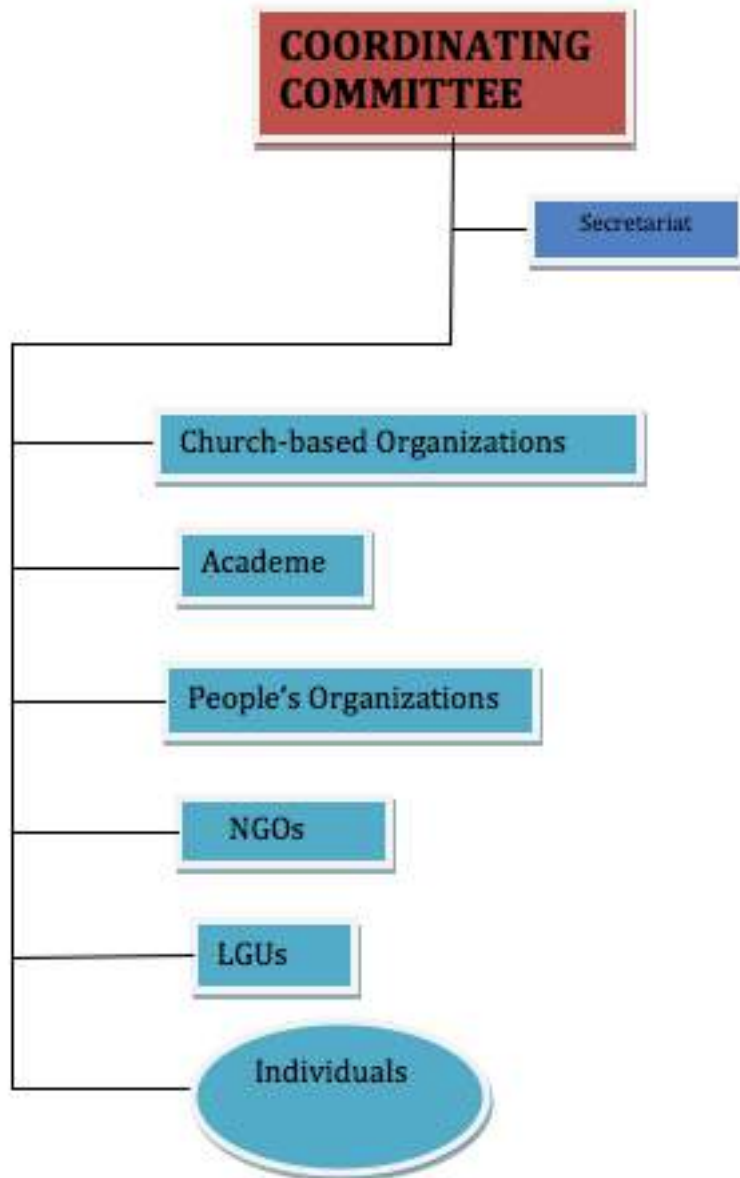 COORDINATING
COMMITTEE
Secretariat
Church-based Organizations
Academe
People's Organizations
NGOs
LGUs
Individuals